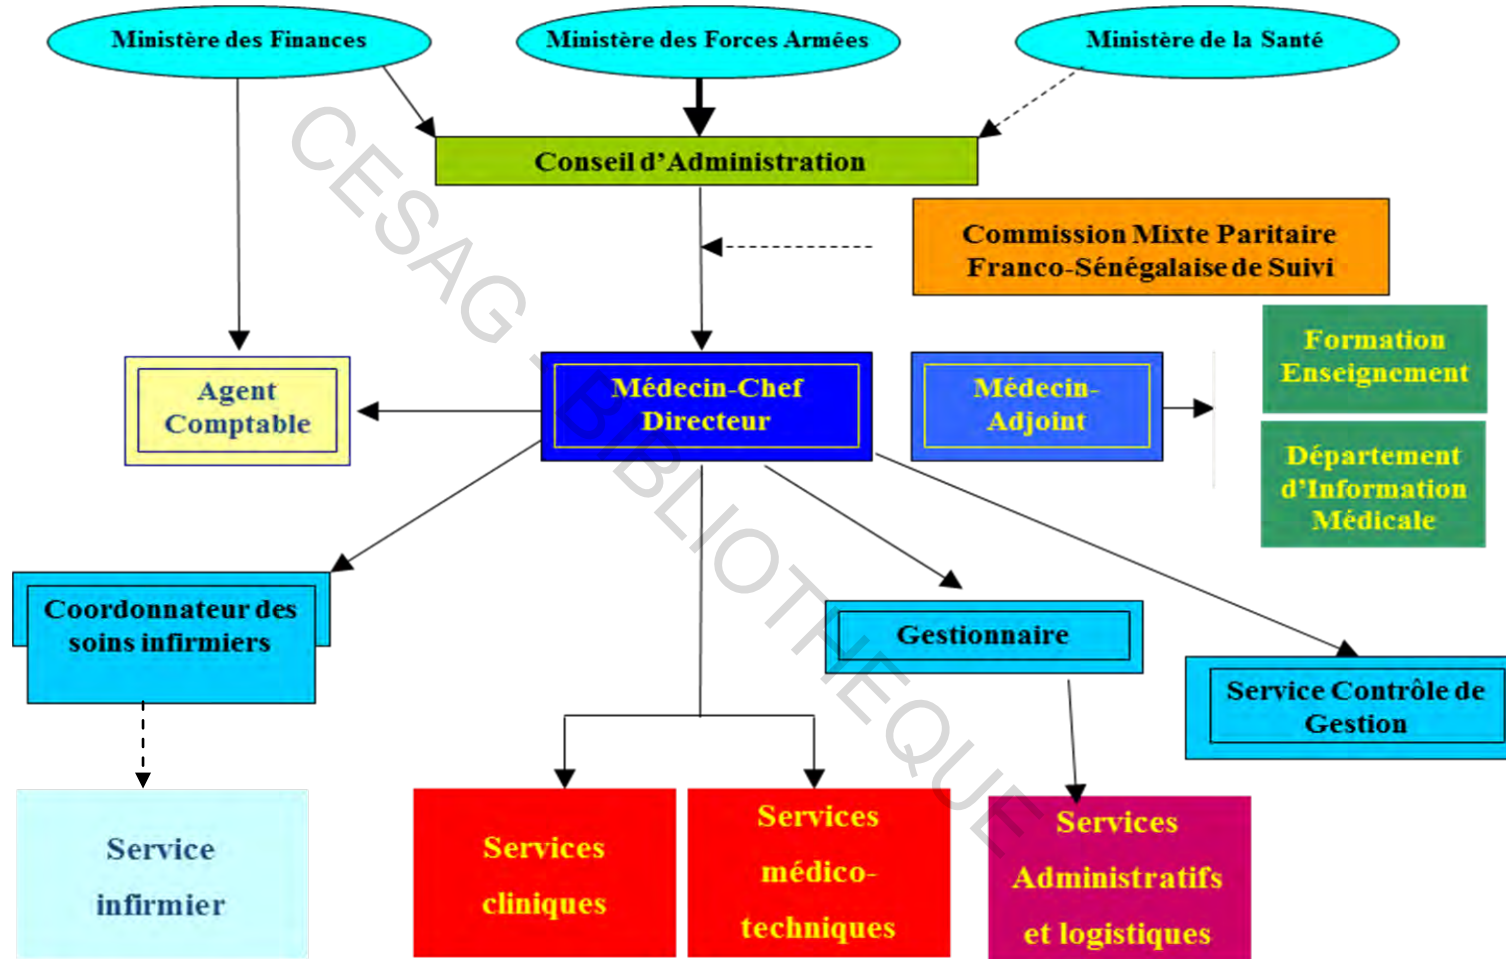 Ministère des Finances
Ministère des Forces Armées
Ministère de la Santé
Conseil d'Administration
Commission Mixte Paritaire
Franco-Sénégalaise de Suivi
Formation
Enseignement
Agent
Comptable
Médecin-Chef
Directeur
Médecin-
Adjoint
Département
d'Information
Médicale
Coordonnateur des
soins infirmiers
Gestionnaire
Service Contrôle de
Gestion
Service
infirmier
Services
cliniques
Services
médico-
techniques
Services
Administratifs
et logistiques
CESAG - BIBLIOTHEQUE